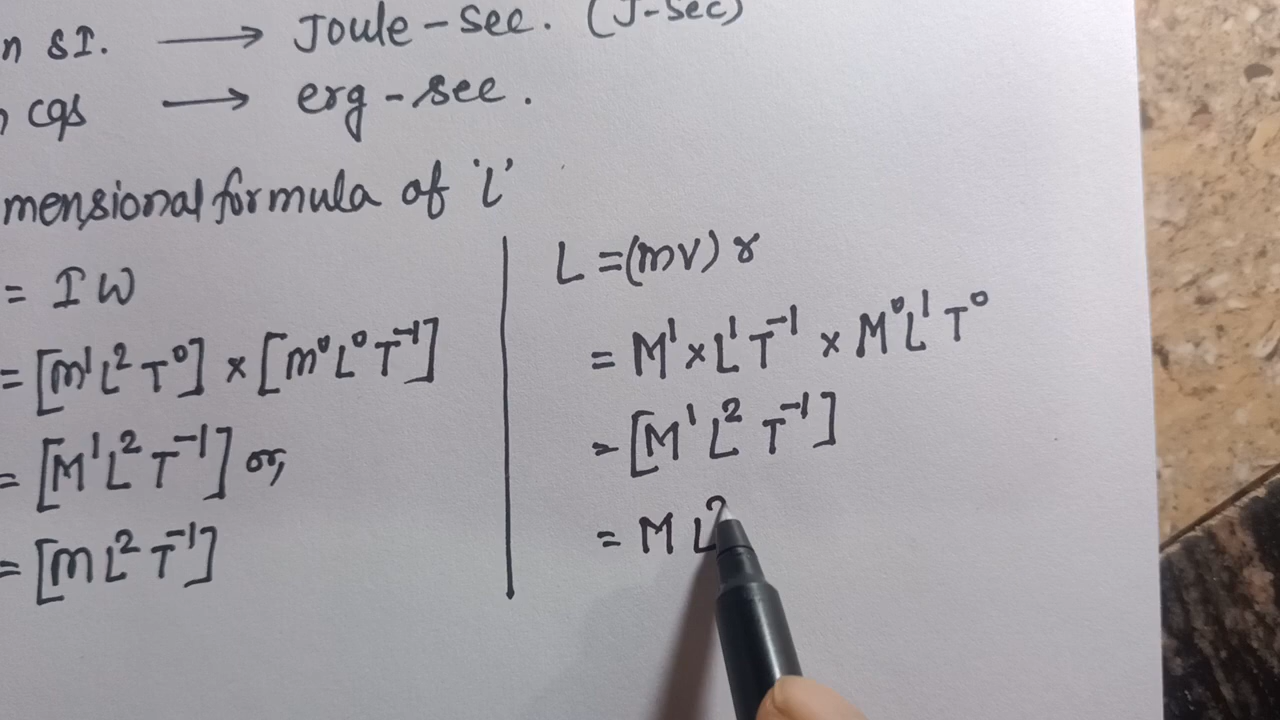 n SI. → Joule-sec. (J-sec)
cgs → erg-sec.
mensional formula of 'L'
= I W
= [M¹L²T⁰] × [M⁰L⁰T⁻¹]
= [M¹L²T⁻¹] or,
= [ML²T⁻¹]
L = (mv) r
= M¹ × L¹T⁻¹ × M⁰L¹T⁰
= [M¹L²T⁻¹]
= M L²